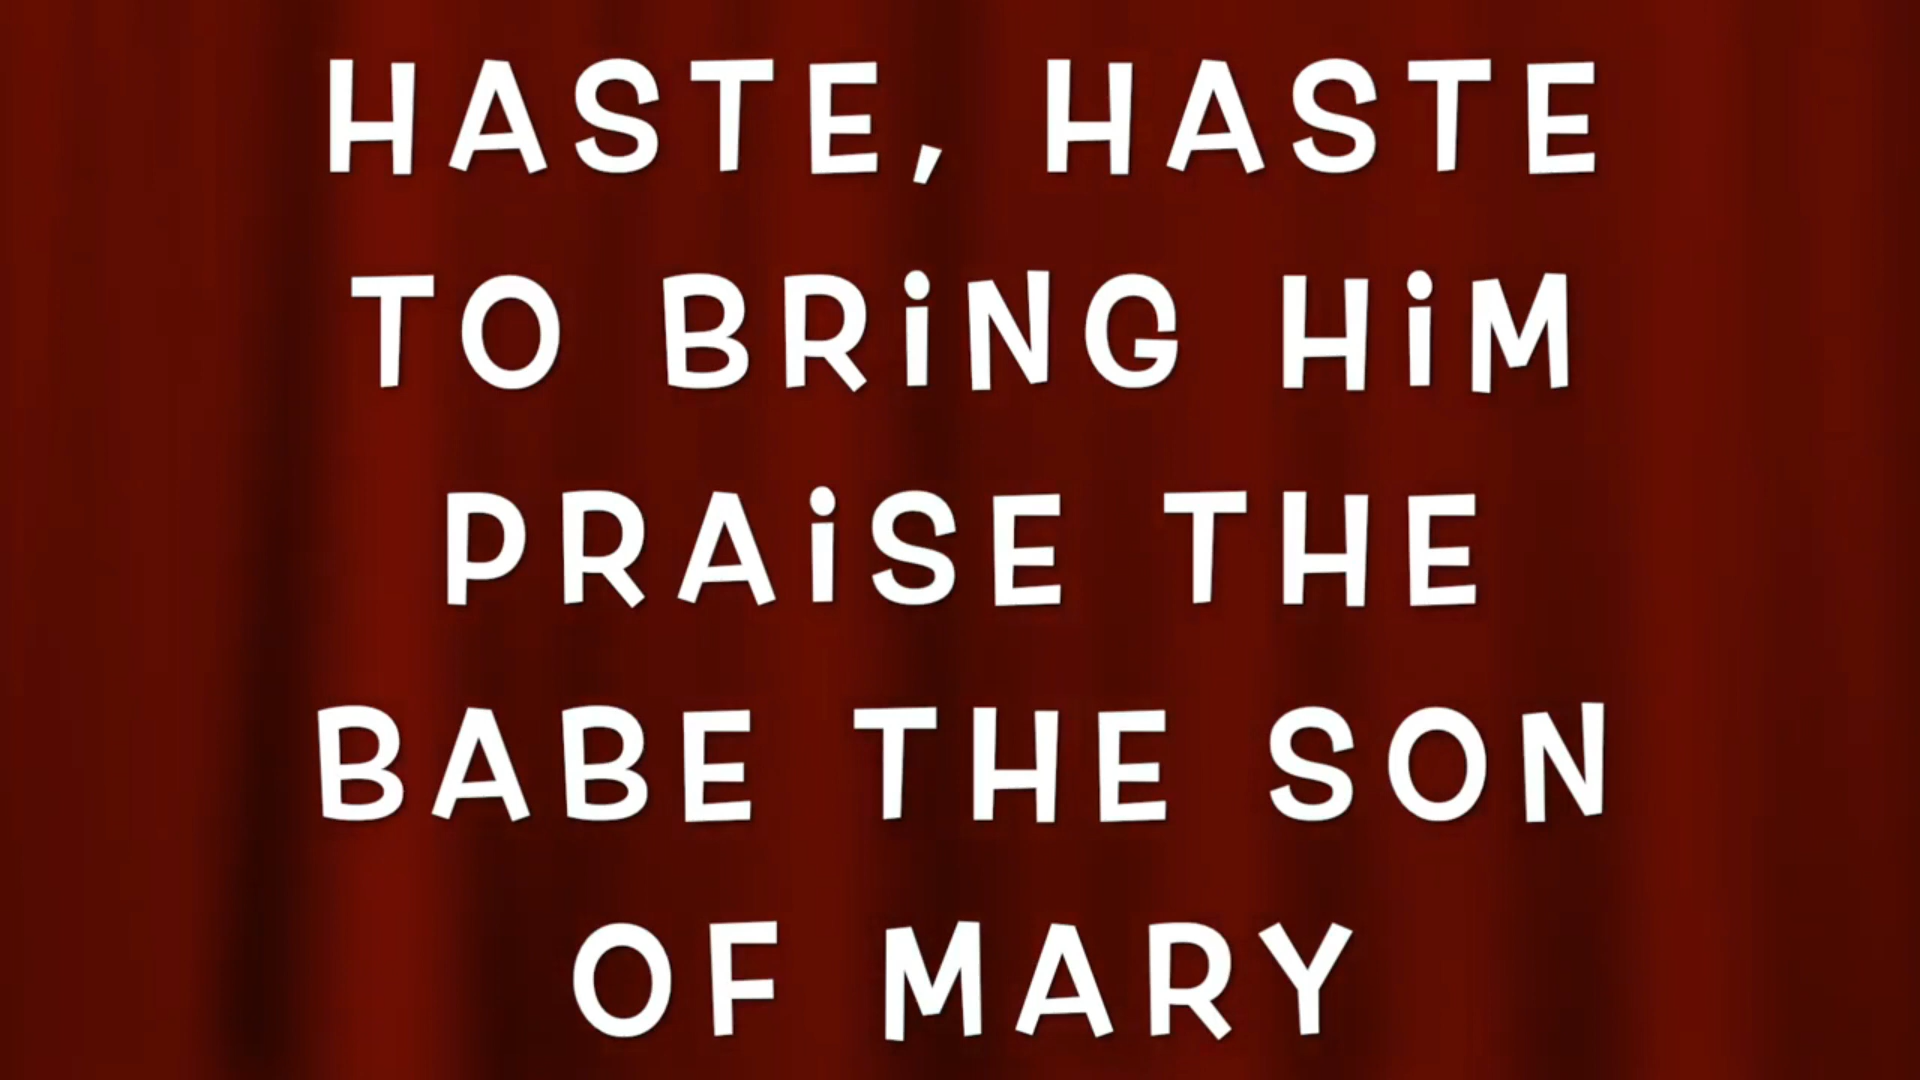 HASTE, HASTE
TO BRiNG HiM
PRAiSE THE
BABE THE SON
OF MARY